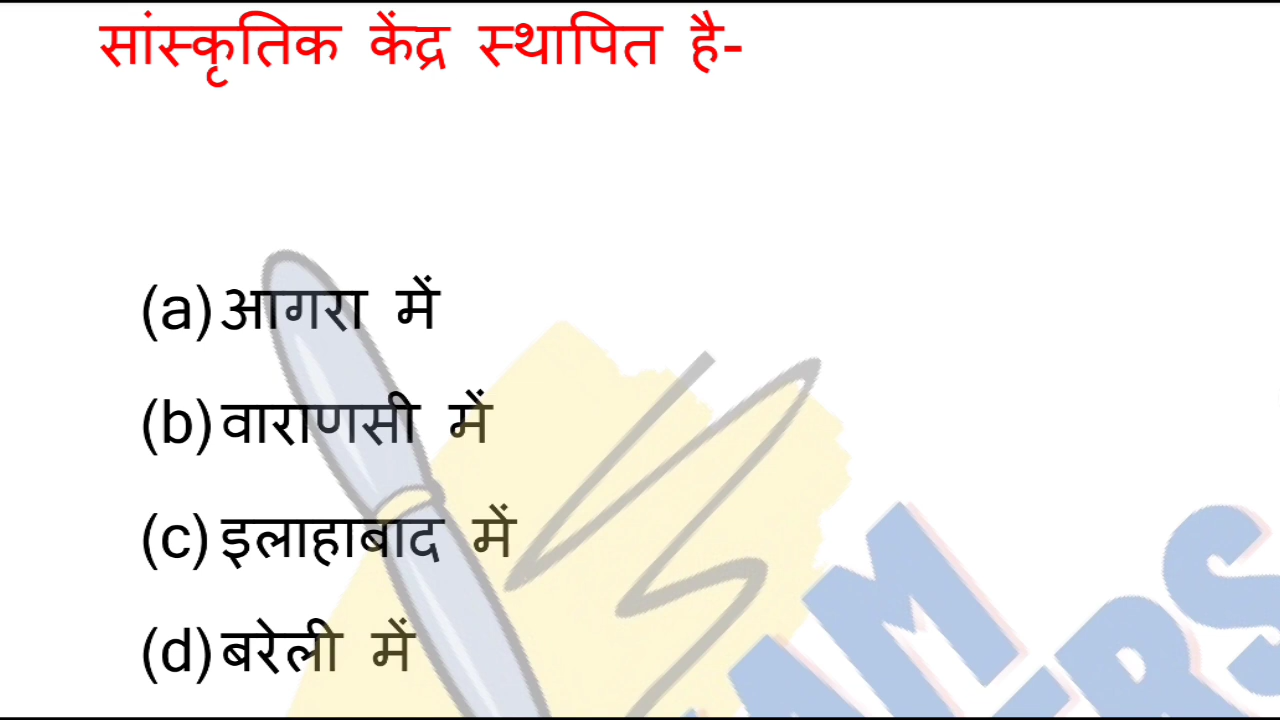 सांस्कृतिक केंद्र स्थापित है-
(a) आगरा में
(b) वाराणसी में
(c) इलाहाबाद में
(d) बरेली में